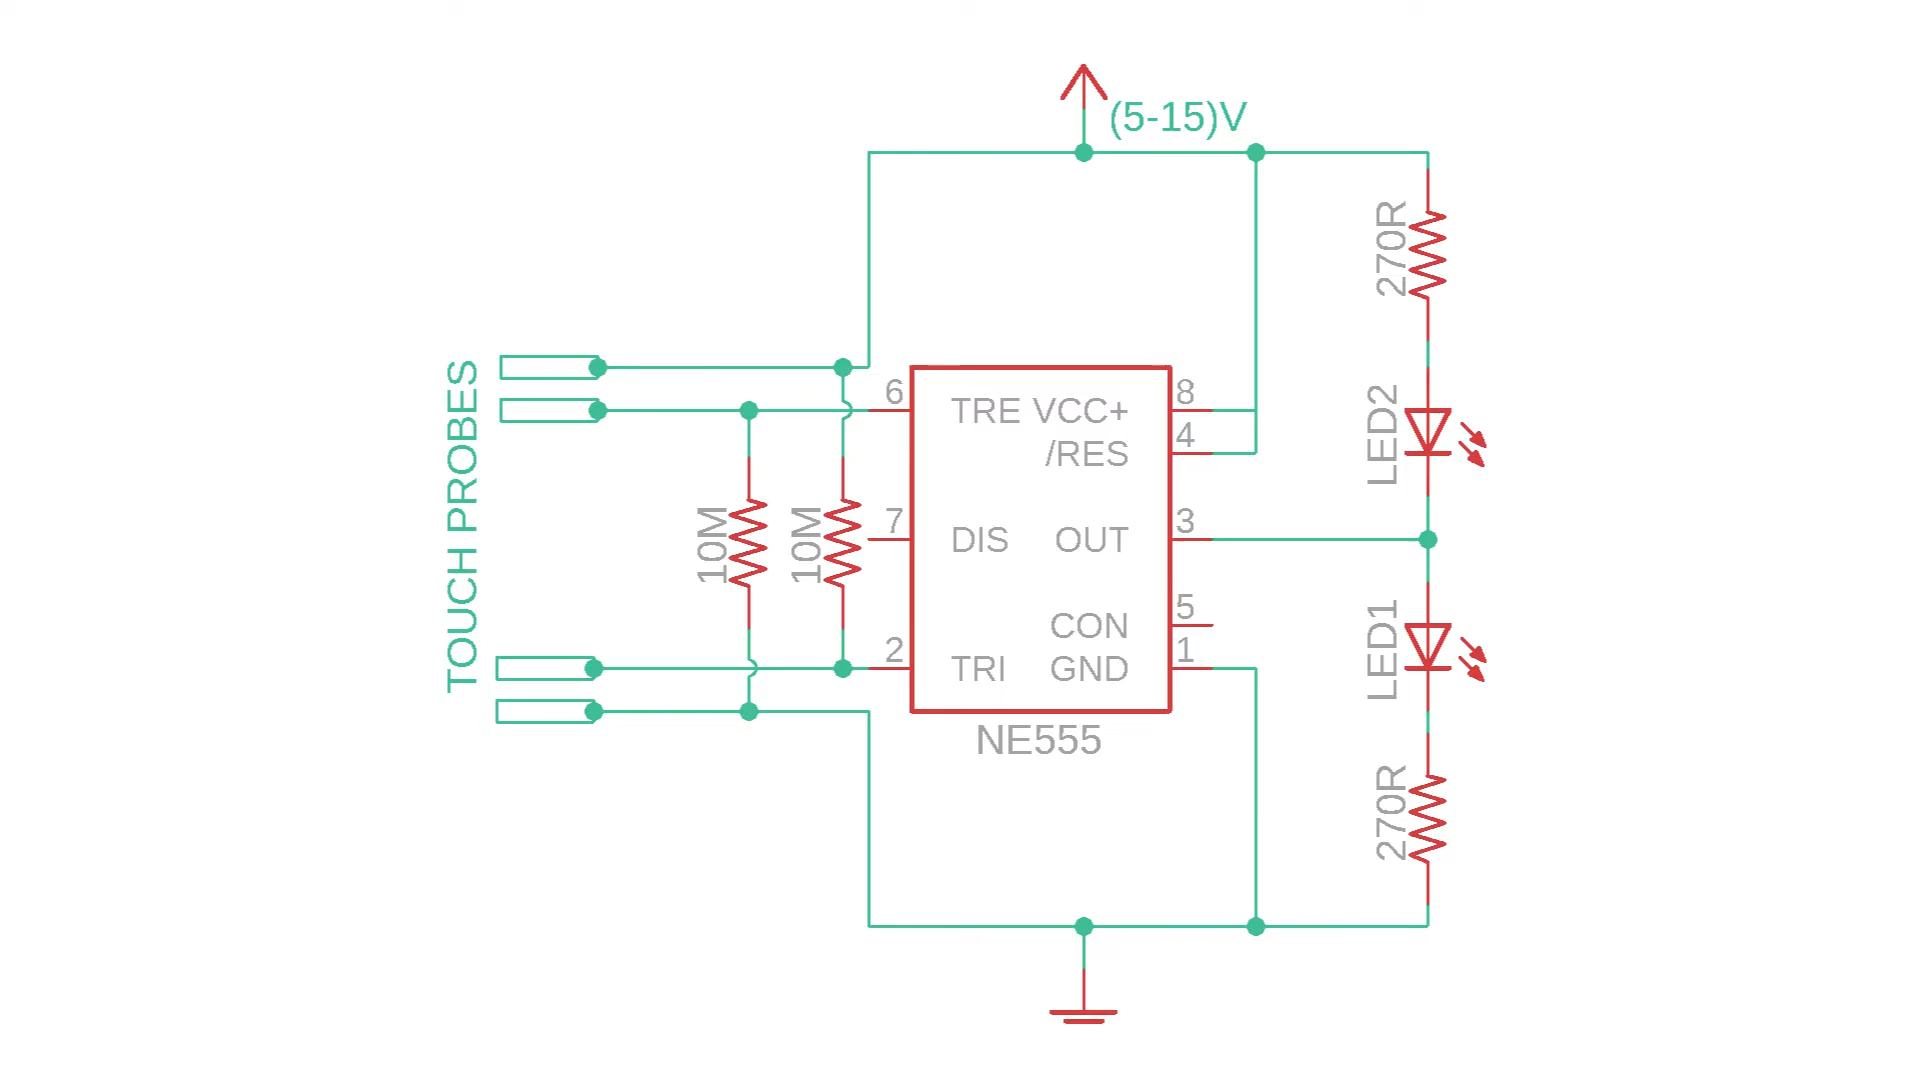 (5-15)V
270R
TOUCH PROBES
6
TRE
VCC+
8
/RES
4
LED2
10M
10M
7
DIS
OUT
3
CON
5
2
TRI
GND
1
LED1
NE555
270R